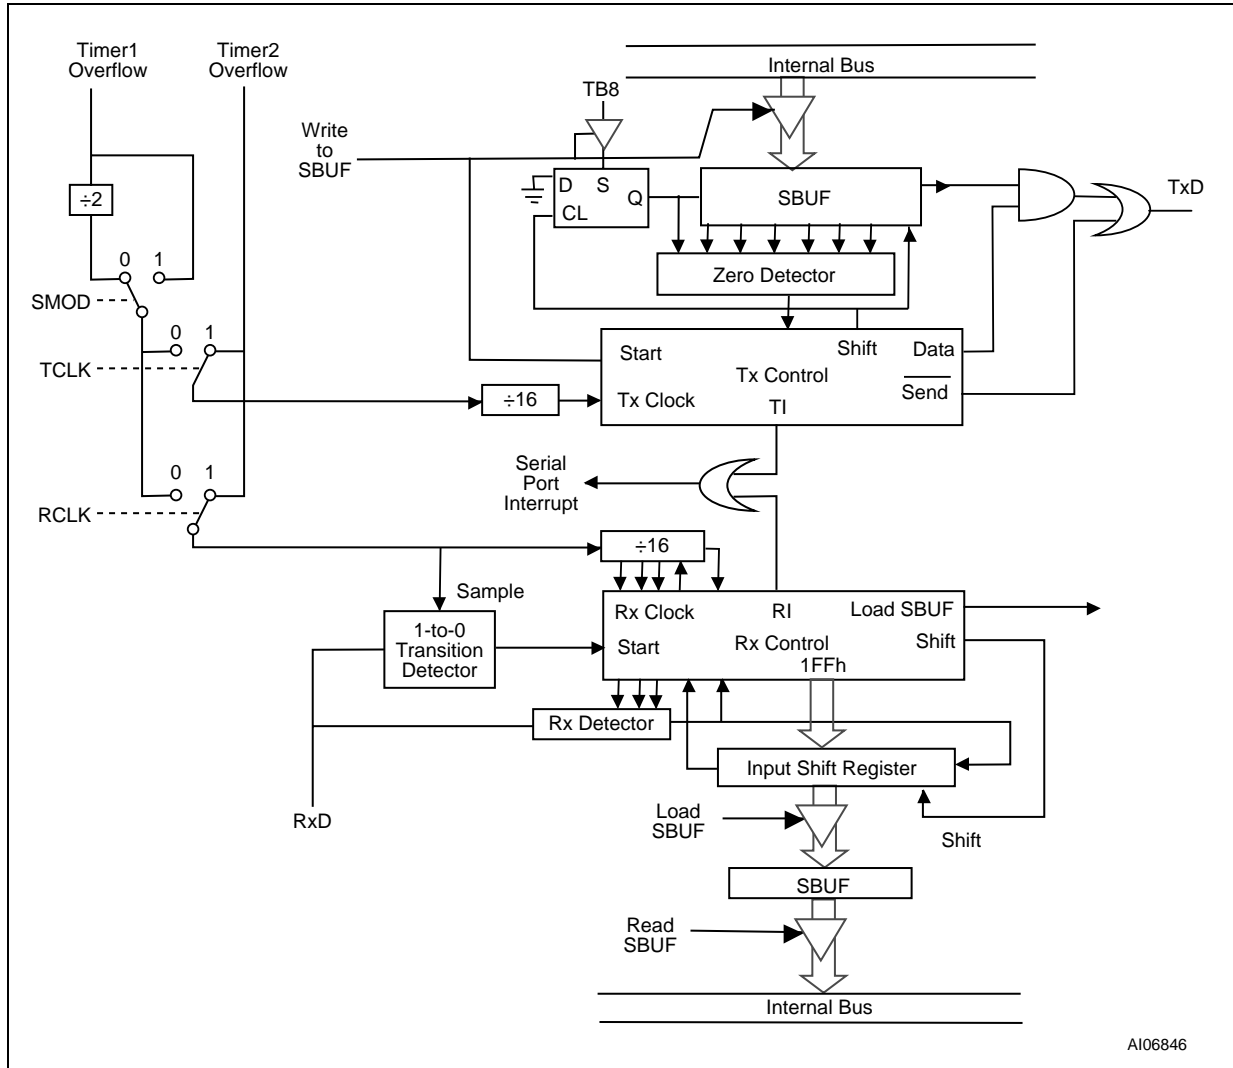 Timer1
Overflow
Timer2
Overflow
Internal Bus
TB8
Write
to
SBUF
D S
Q
CL
SBUF
TxD
÷2
0 1
Zero Detector
SMOD
0 1
TCLK
Start
Shift
Data
Tx Control
Send
Tx Clock
TI
÷16
0 1
RCLK
Serial
Port
Interrupt
÷16
Sample
Rx Clock
RI
Load SBUF
1-to-0
Transition
Detector
Start
Rx Control
Shift
1FFh
Rx Detector
Input Shift Register
RxD
Load
SBUF
Shift
SBUF
Read
SBUF
Internal Bus
AI06846